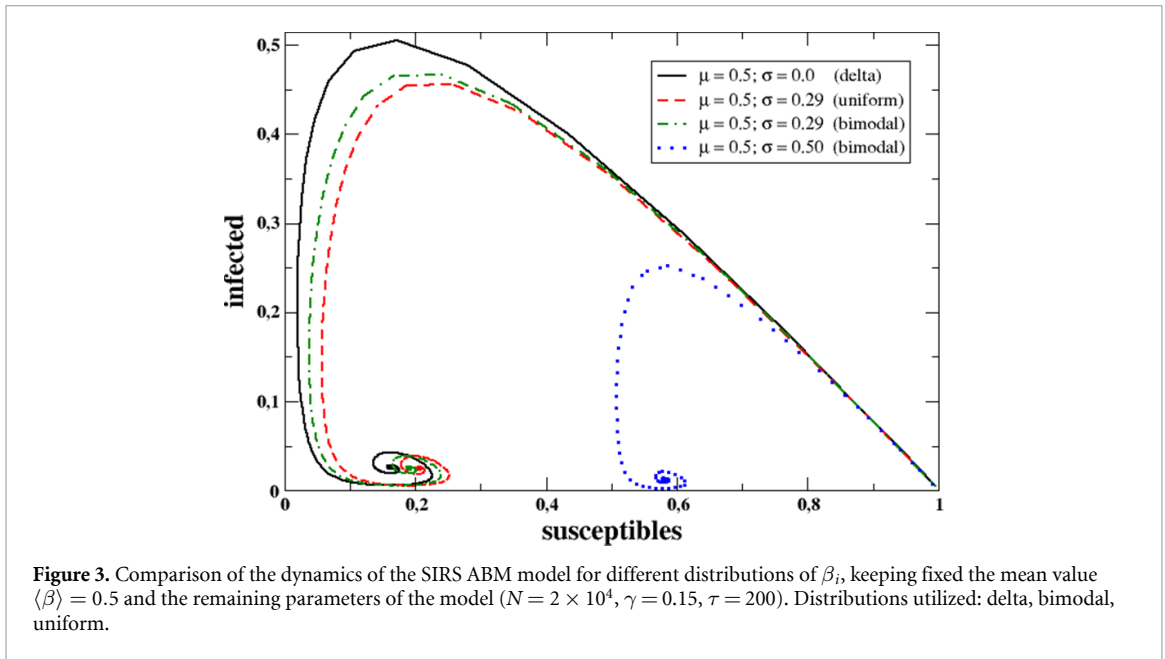 0,5
0,4
0,3
0,2
0,1
0
infected
μ = 0.5; σ = 0.0 (delta)
μ = 0.5; σ = 0.29 (uniform)
μ = 0.5; σ = 0.29 (bimodal)
μ = 0.5; σ = 0.50 (bimodal)
0 0,2 0,4 0,6 0,8 1
susceptibles
Figure 3. Comparison of the dynamics of the SIRS ABM model for different distributions of βᵢ, keeping fixed the mean value
⟨β⟩ = 0.5 and the remaining parameters of the model (N = 2 × 10⁴, γ = 0.15, τ = 200). Distributions utilized: delta, bimodal,
uniform.